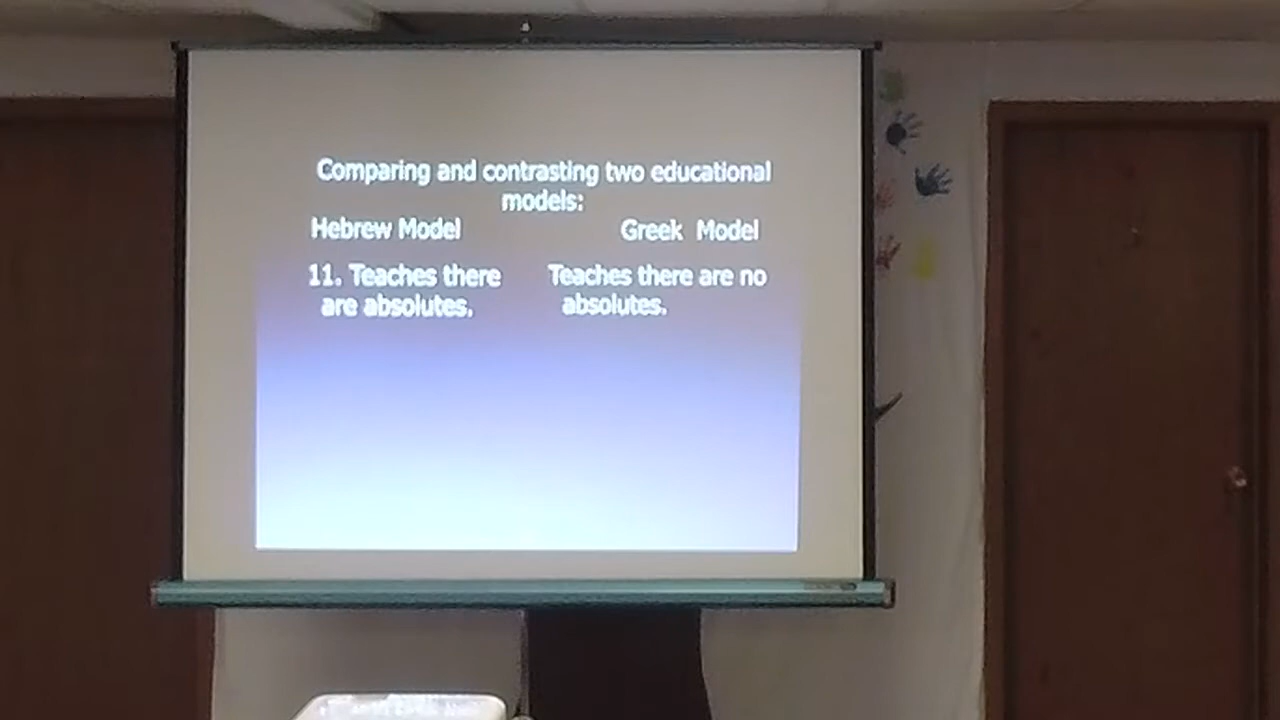 Comparing and contrasting two educational
models:
Hebrew Model
Greek Model
11. Teaches there
are absolutes.
Teaches there are no
absolutes.